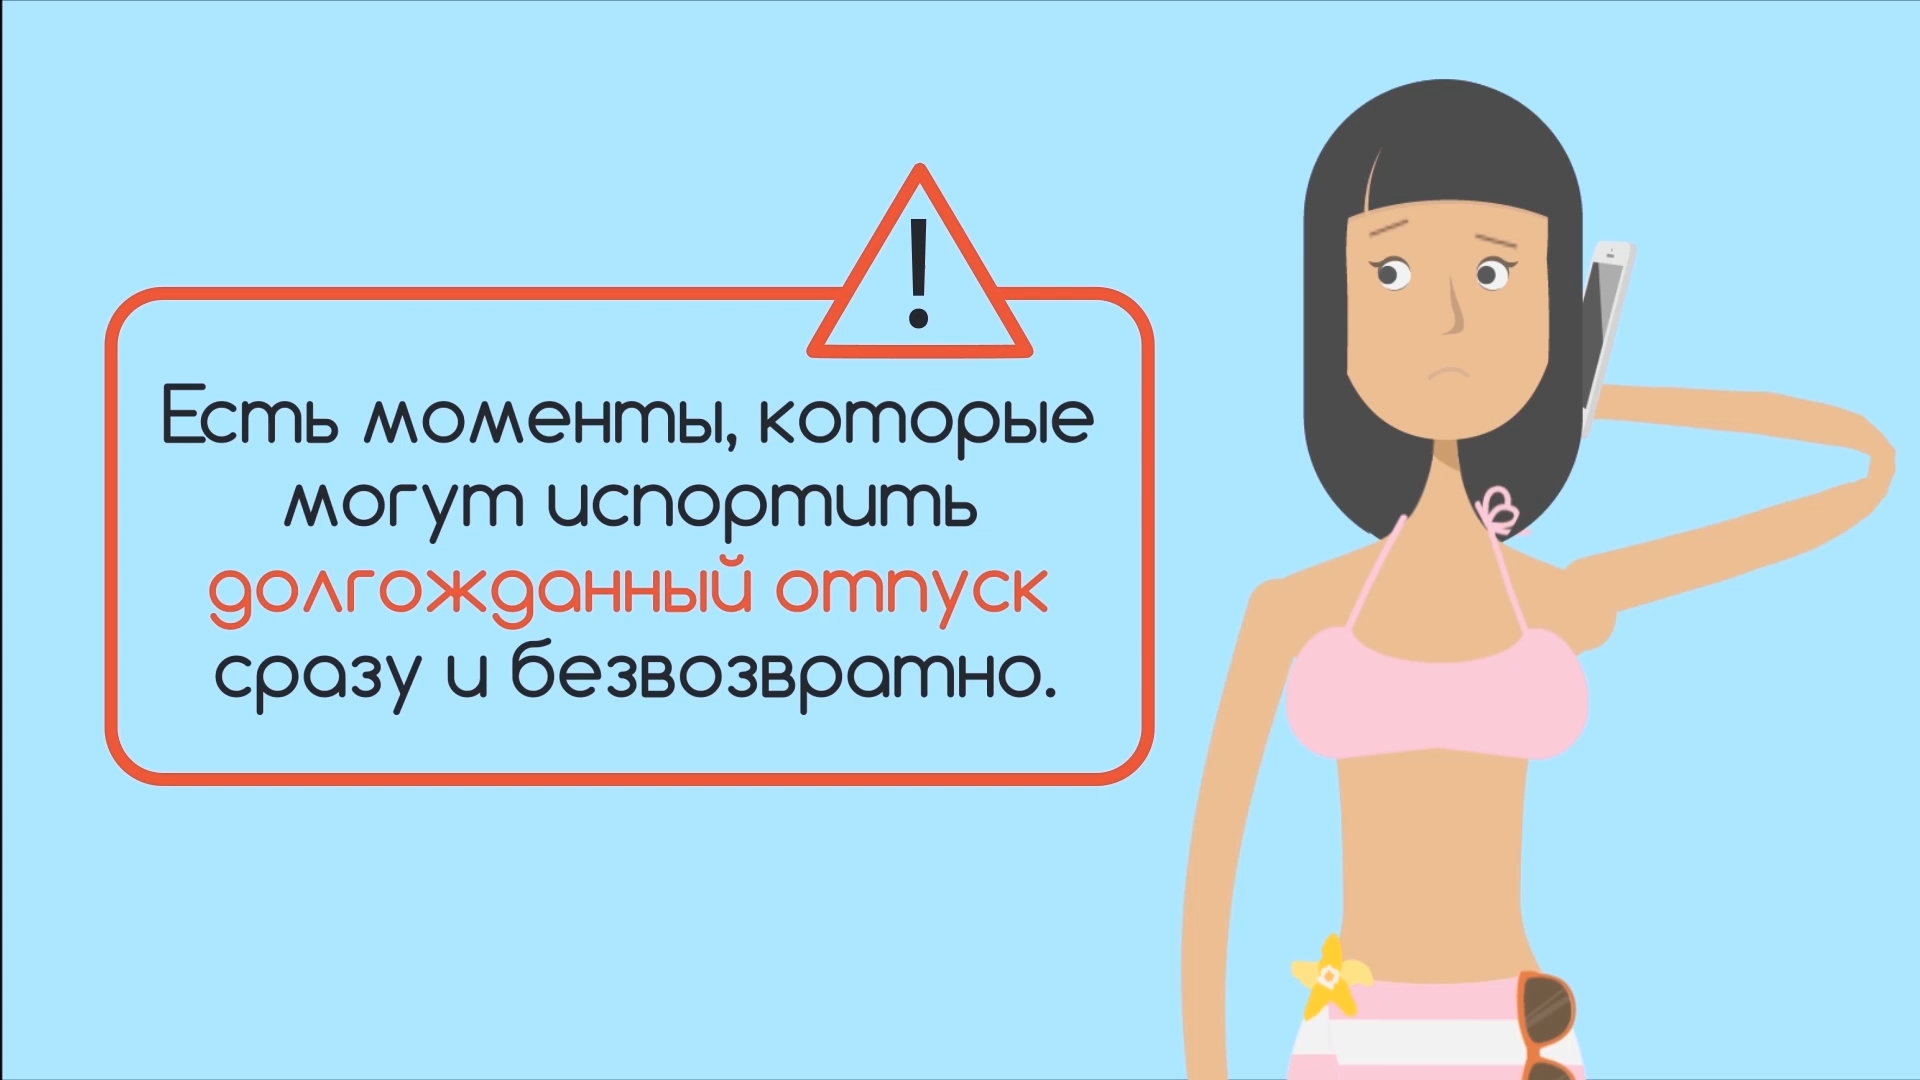 !
Есть моменты, которые
могут испортить
долгожданный отпуск
сразу и безвозвратно.